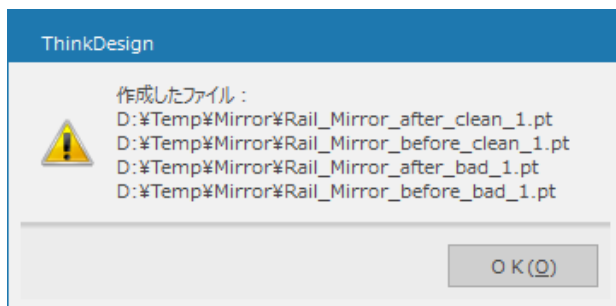 ThinkDesign
作成したファイル：
D:¥Temp¥Mirror¥Rail_Mirror_after_clean_1.pt
D:¥Temp¥Mirror¥Rail_Mirror_before_clean_1.pt
D:¥Temp¥Mirror¥Rail_Mirror_after_bad_1.pt
D:¥Temp¥Mirror¥Rail_Mirror_before_bad_1.pt
ＯＫ(O)